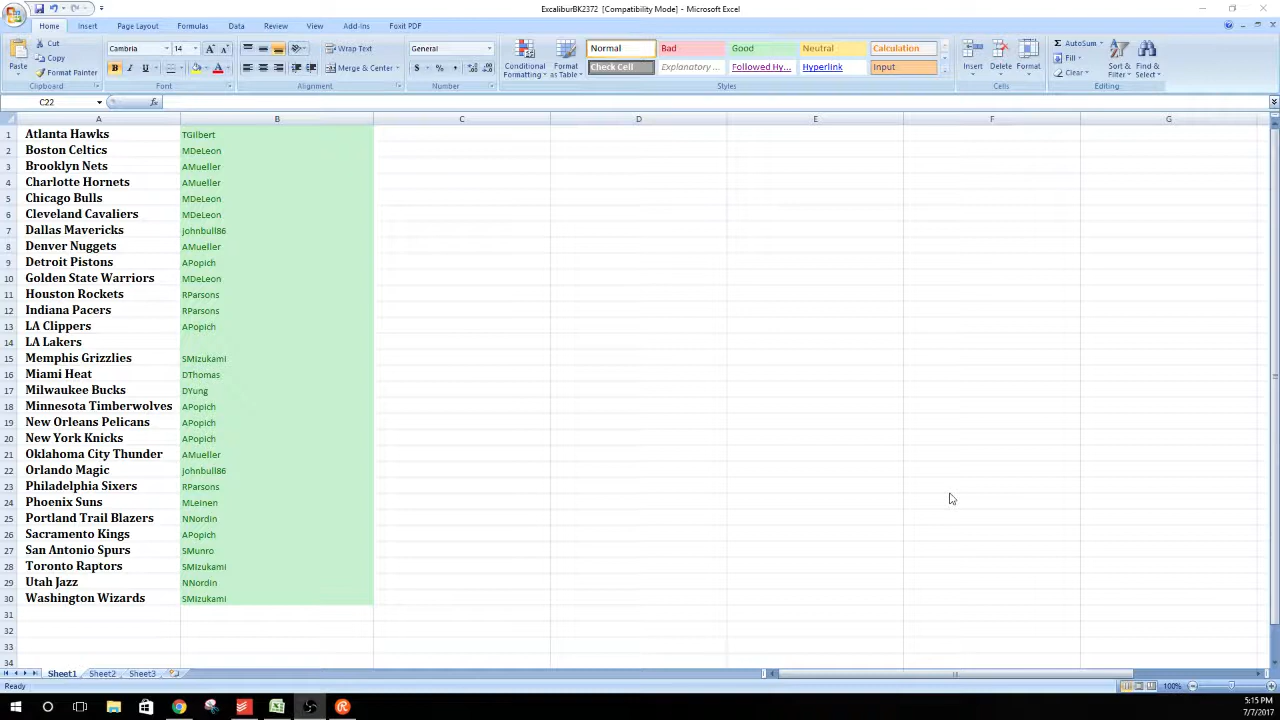 ExcaliburBK2372 [Compatibility Mode] - Microsoft Excel
Home Insert Page Layout Formulas Data Review View Add-Ins Foxit PDF
Paste Cut Copy Format Painter Clipboard
Cambria 14 Font
Wrap Text Merge & Center Alignment
General Number
Conditional Formatting Format as Table
Normal Bad Good Neutral Calculation
Check Cell Explanatory ... Followed Hy... Hyperlink Input
Styles
Insert Delete Format Cells
AutoSum Fill Clear Sort & Filter Find & Select Editing
C22 fx
A B C D E F G
1 Atlanta Hawks TGilbert
2 Boston Celtics MDeLeon
3 Brooklyn Nets AMueller
4 Charlotte Hornets AMueller
5 Chicago Bulls MDeLeon
6 Cleveland Cavaliers MDeLeon
7 Dallas Mavericks johnbull86
8 Denver Nuggets AMueller
9 Detroit Pistons APopich
10 Golden State Warriors MDeLeon
11 Houston Rockets RParsons
12 Indiana Pacers RParsons
13 LA Clippers APopich
14 LA Lakers
15 Memphis Grizzlies SMizukami
16 Miami Heat DThomas
17 Milwaukee Bucks DYung
18 Minnesota Timberwolves APopich
19 New Orleans Pelicans APopich
20 New York Knicks APopich
21 Oklahoma City Thunder AMueller
22 Orlando Magic johnbull86
23 Philadelphia Sixers RParsons
24 Phoenix Suns MLeinen
25 Portland Trail Blazers NNordin
26 Sacramento Kings APopich
27 San Antonio Spurs SMunro
28 Toronto Raptors SMizukami
29 Utah Jazz NNordin
30 Washington Wizards SMizukami
31
32
33
34
Sheet1 Sheet2 Sheet3
Ready 100%
5:15 PM
7/7/2017